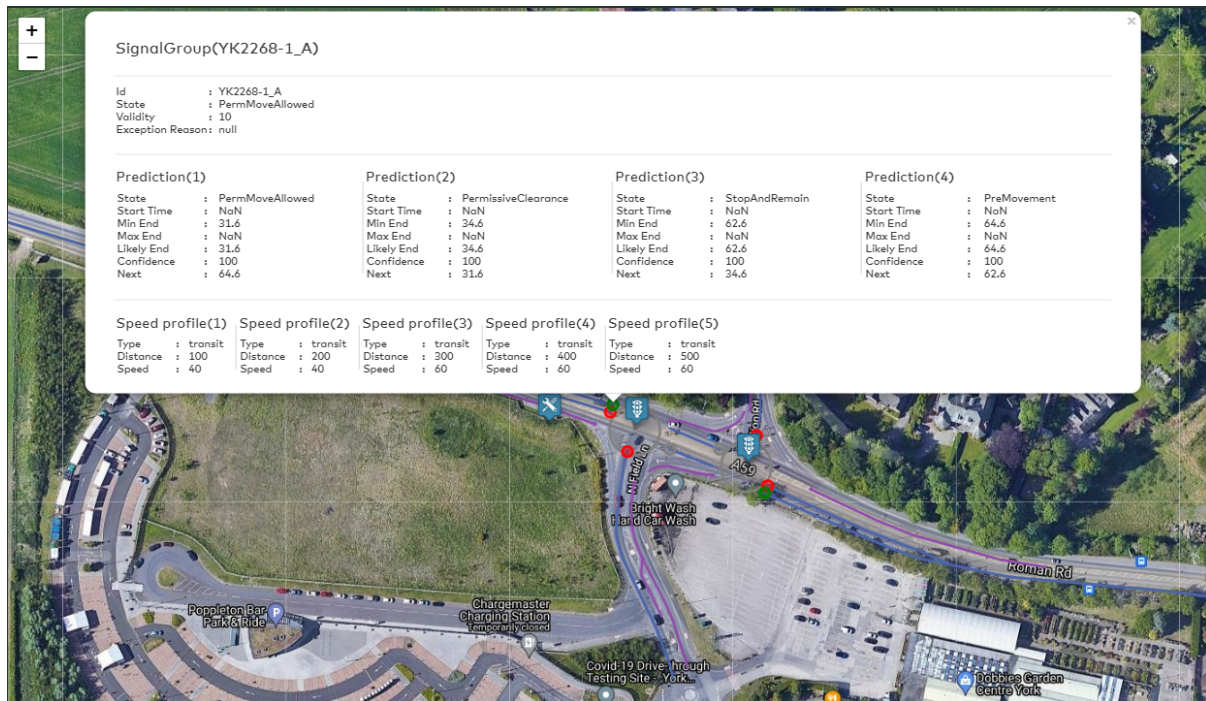 +
−
×
SignalGroup(YK2268-1_A)
Id : YK2268-1_A
State : PermMoveAllowed
Validity : 10
Exception Reason : null
Prediction(1)
State : PermMoveAllowed
Start Time : NaN
Min End : 31.6
Max End : NaN
Likely End : 31.6
Confidence : 100
Next : 64.6
Prediction(2)
State : PermissiveClearance
Start Time : NaN
Min End : 34.6
Max End : NaN
Likely End : 34.6
Confidence : 100
Next : 31.6
Prediction(3)
State : StopAndRemain
Start Time : NaN
Min End : 62.6
Max End : NaN
Likely End : 62.6
Confidence : 100
Next : 34.6
Prediction(4)
State : PreMovement
Start Time : NaN
Min End : 64.6
Max End : NaN
Likely End : 64.6
Confidence : 100
Next : 62.6
Speed profile(1)
Type : transit
Distance : 100
Speed : 40
Speed profile(2)
Type : transit
Distance : 200
Speed : 40
Speed profile(3)
Type : transit
Distance : 300
Speed : 60
Speed profile(4)
Type : transit
Distance : 400
Speed : 60
Speed profile(5)
Type : transit
Distance : 500
Speed : 60
N Field Ln
A59
Bright Wash
Hand Car Wash
Roman Rd
Poppleton Bar
Park & Ride
P
Chargemaster
Charging Station
Temporarily closed
Covid-19 Drive-Through
Testing Site - York...
Dobbies Garden
Centre York